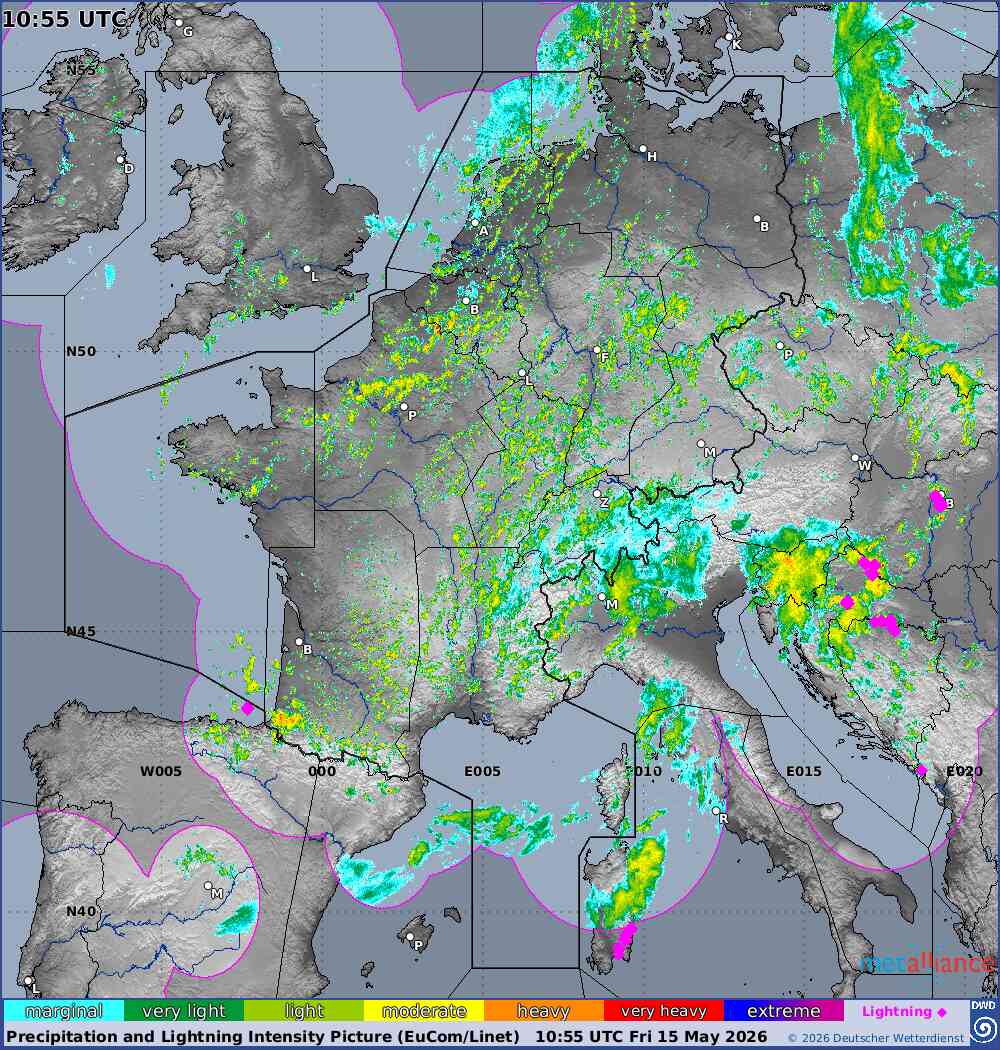 10:55 UTC
G
K
N55
H
D
B
A
L
B
N50
P
F
L
P
M
W
Z
B
M
N45
B
W005
000
E005
010
E015
E020
R
M
N40
P
L
metalliance
marginal very light light moderate heavy very heavy extreme Lightning
DWD
Precipitation and Lightning Intensity Picture (EuCom/Linet) 10:55 UTC Fri 15 May 2026 © 2026 Deutscher Wetterdienst